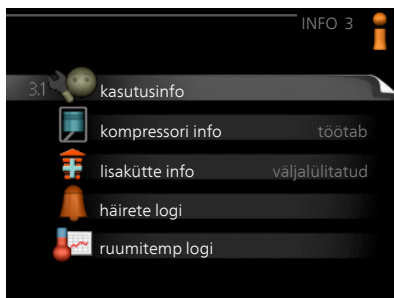 INFO 3
3.1 kasutusinfo
kompressori info töötab
lisakütte info väljalülitatud
häirete logi
ruumitemp logi